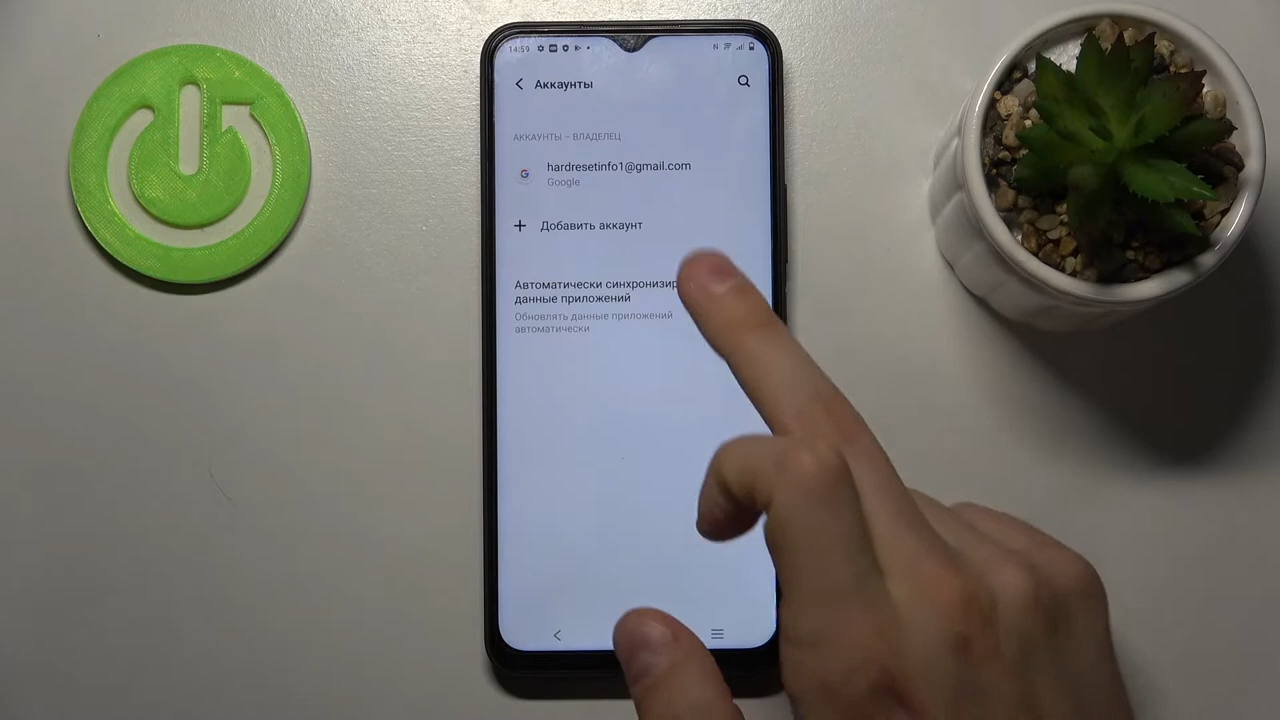 14:59
Аккаунты
АККАУНТЫ – ВЛАДЕЛЕЦ
G
hardresetinfo1@gmail.com
Google
Добавить аккаунт
Автоматически синхронизир
данные приложений
Обновлять данные приложений
автоматически